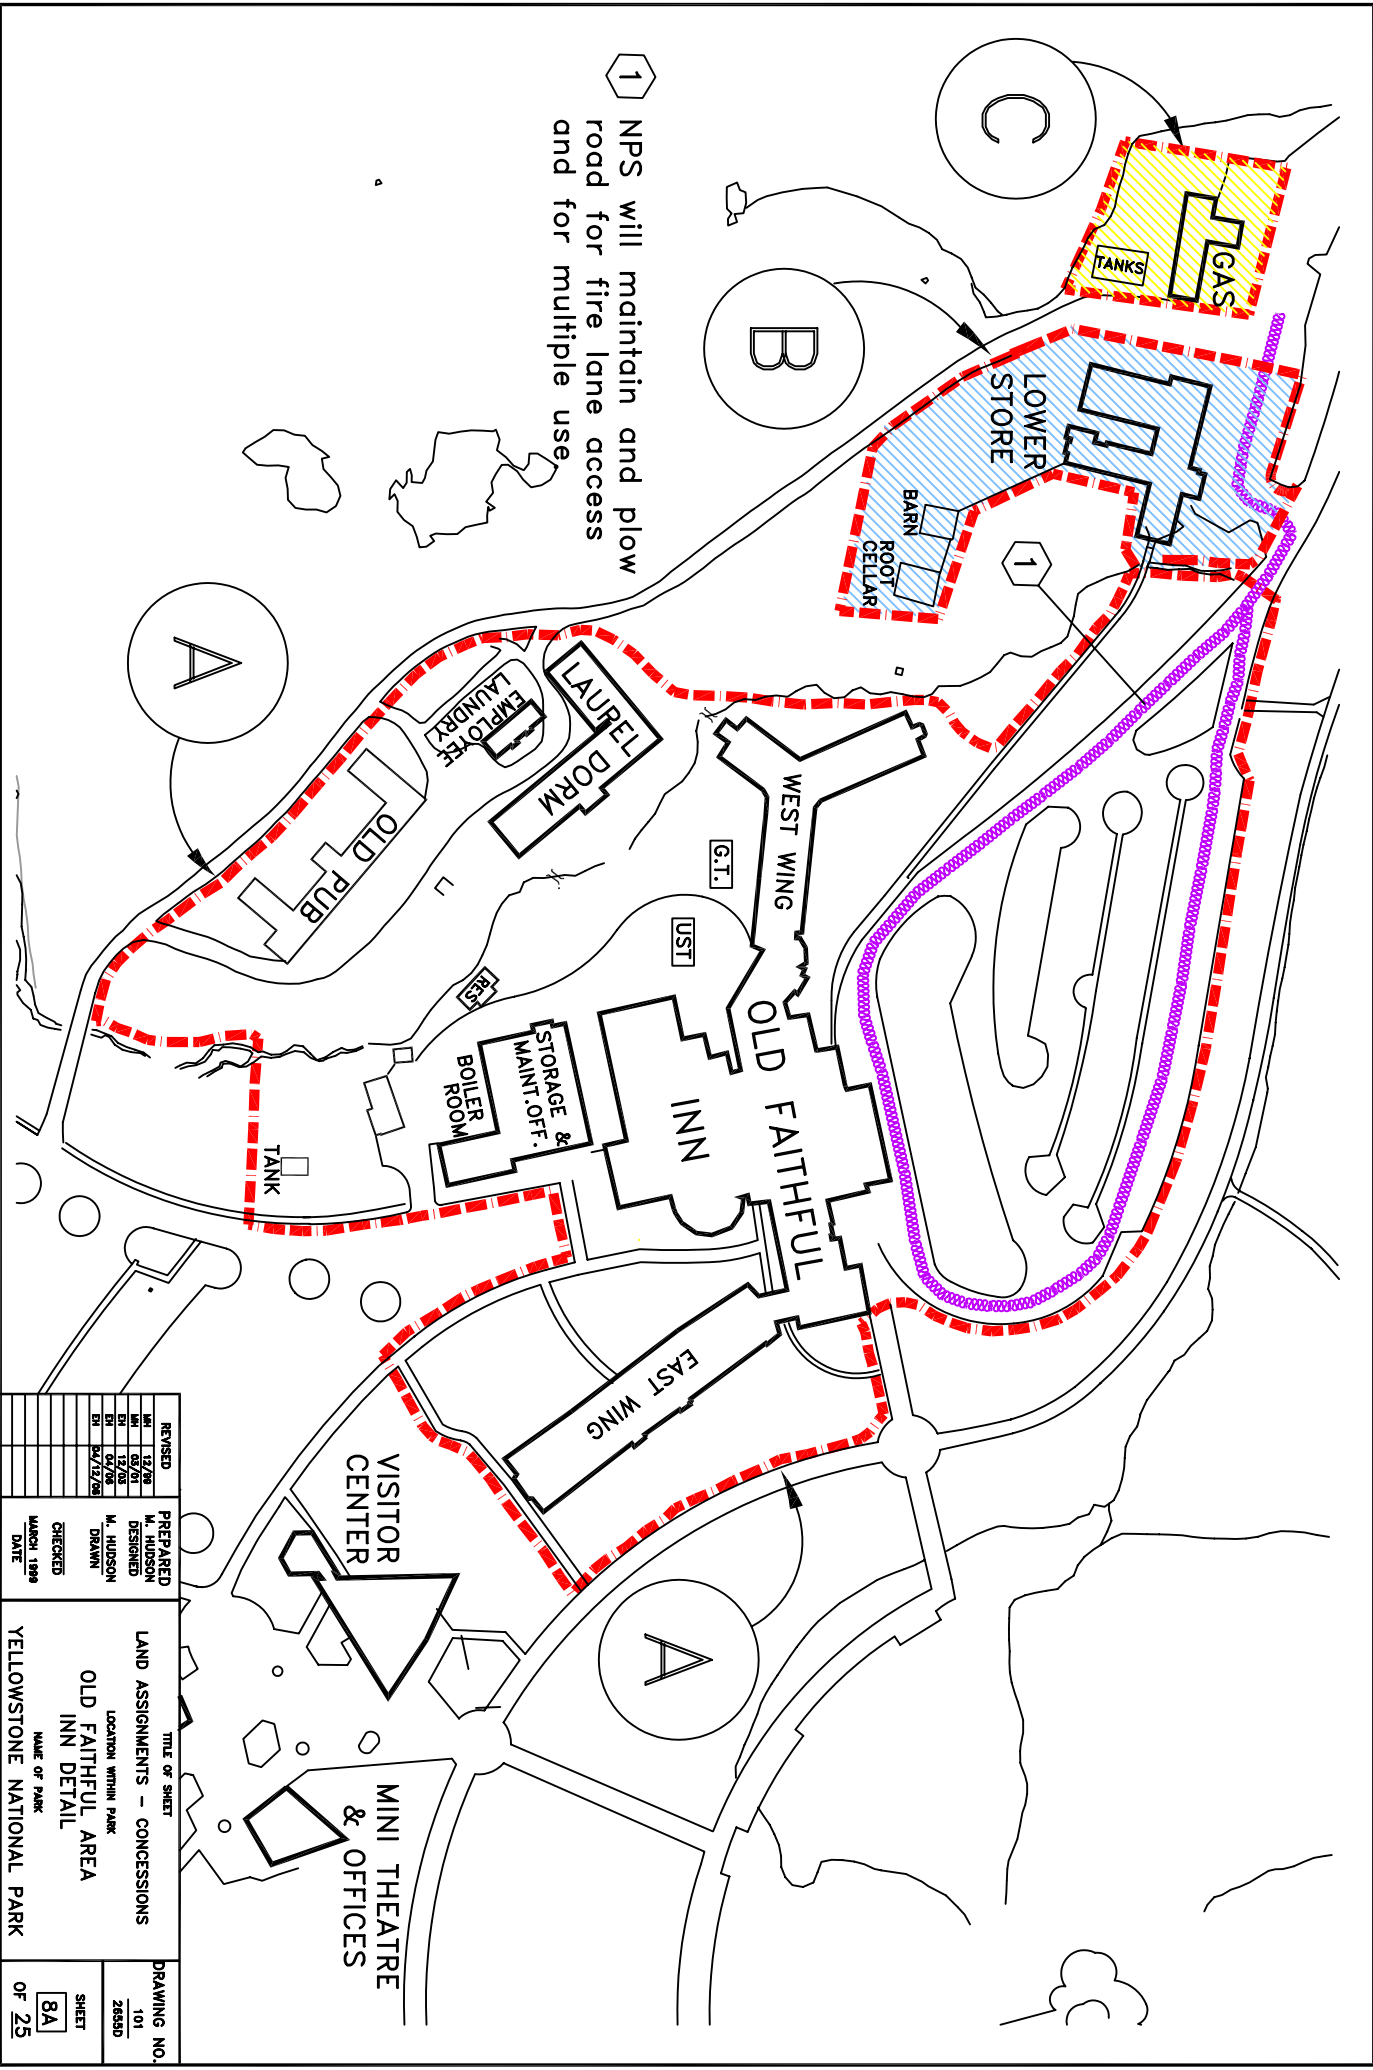 C
GAS
TANKS
B
LOWER
STORE
BARN
ROOT
CELLAR
1
1 NPS will maintain and plow
road for fire lane access
and for multiple use
A
LAUREL DORM
EMPLOYEE
LAUNDRY
OLD PUB
WEST WING
G.T.
UST
RES
OLD FAITHFUL
INN
STORAGE &
MAINT.OFF.
BOILER
ROOM
TANK
EAST WING
A
VISITOR
CENTER
MINI THEATRE
& OFFICES
REVISED
MH 12/99
MH 03/01
EH 12/03
EH 04/06
EH 04/12/06
PREPARED
M. HUDSON
DESIGNED
M. HUDSON
DRAWN
CHECKED
MARCH 1999
DATE
TITLE OF SHEET
LAND ASSIGNMENTS - CONCESSIONS
LOCATION WITHIN PARK
OLD FAITHFUL AREA
INN DETAIL
NAME OF PARK
YELLOWSTONE NATIONAL PARK
DRAWING NO.
101
2655D
SHEET
8A
OF 25